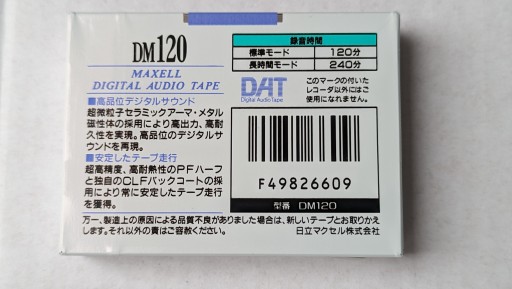 DM120
MAXELL
DIGITAL AUDIO TAPE
■高品位デジタルサウンド
超微粒子セラミックアーマ・メタル
磁性体の採用により高出力、高耐
久性を実現。高品位のデジタルサ
ウンドを再現。
■安定したテープ走行
超高精度、高耐熱性のPFハーフ
と独自のCLFバックコートの採
用により常に安定したテープ走行
を獲得。
録音時間
標準モード 120分
長時間モード 240分
DAT
Digital Audio Tape
このマークの付いた
レコーダ以外にはご
使用になれません。
F49826609
型番 DM120
万一、製造上の原因による品質不良がありました場合は、新しいテープとお取りかえ
します。それ以外の責はご容赦ください。
日立マクセル株式会社